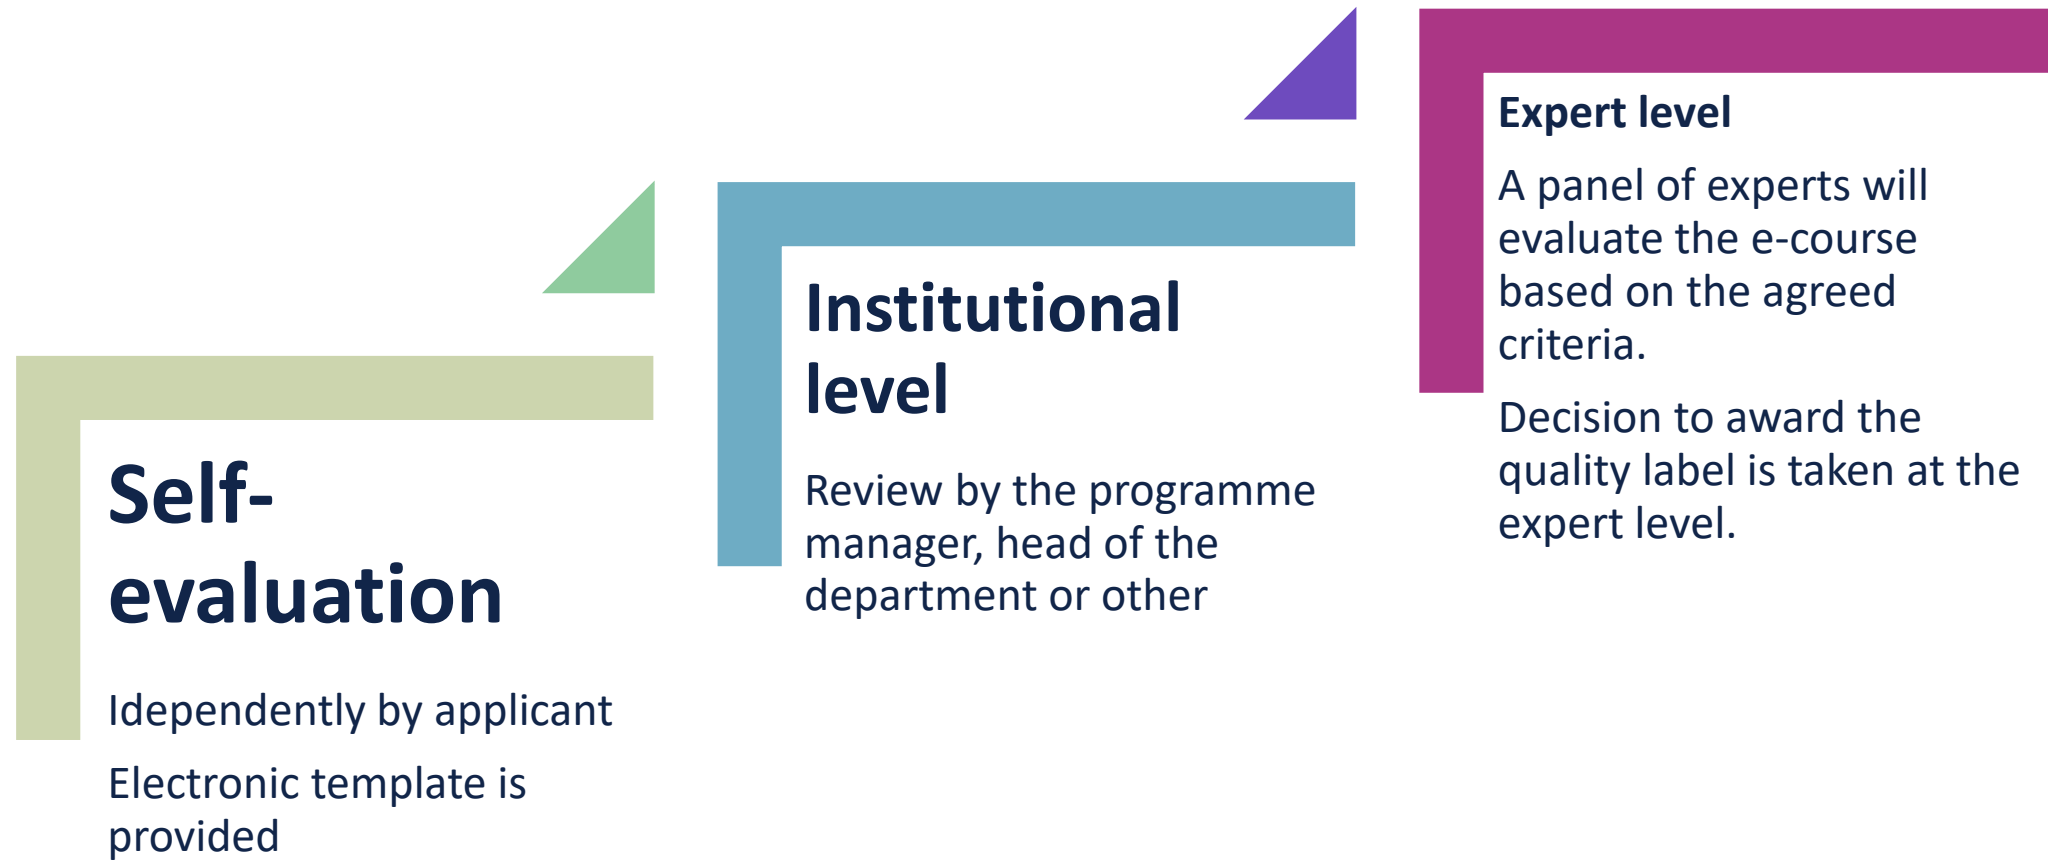 Self-
evaluation
Idependently by applicant
Electronic template is
provided
Institutional
level
Review by the programme
manager, head of the
department or other
Expert level
A panel of experts will
evaluate the e-course
based on the agreed
criteria.
Decision to award the
quality label is taken at the
expert level.